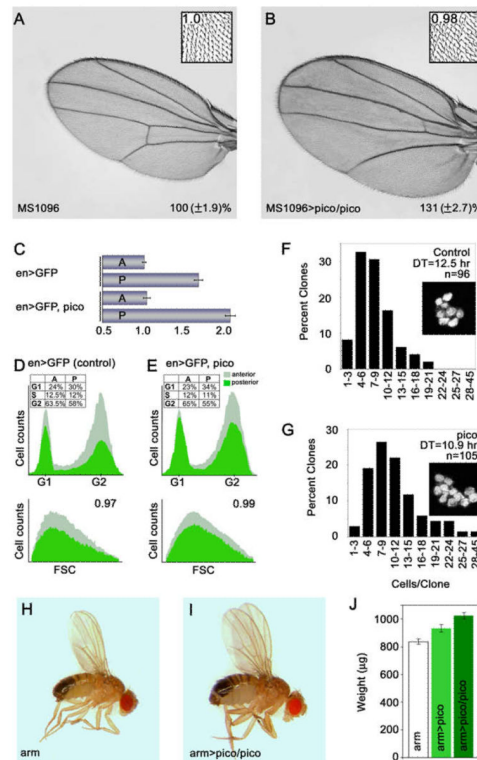 A
1.0
MS1096
100 (±1.9)%
B
0.98
MS1096>pico/pico
131 (±2.7)%
C
en>GFP
A
P
en>GFP, pico
A
P
0.5 1.0 1.5 2.0
D en>GFP (control)
A P
G1 24% 30%
S 12.5% 12%
G2 63.5% 58%
Cell counts
G1 G2
0.97
Cell counts
FSC
E en>GFP, pico
A P
G1 23% 34%
S 12% 11%
G2 65% 55%
anterior
posterior
Cell counts
G1 G2
0.99
Cell counts
FSC
F
Control
DT=12.5 hr
n=96
Percent Clones
30
20
10
0
1-3
4-6
7-9
10-12
13-15
16-18
19-21
22-24
25-27
28-45
G
pico
DT=10.9 hr
n=105
Percent Clones
30
20
10
0
1-3
4-6
7-9
10-12
13-15
16-18
19-21
22-24
25-27
28-45
Cells/Clone
H
arm
I
arm>pico/pico
J
Weight (µg)
1000
800
600
400
200
0
arm
arm>pico
arm>pico/pico